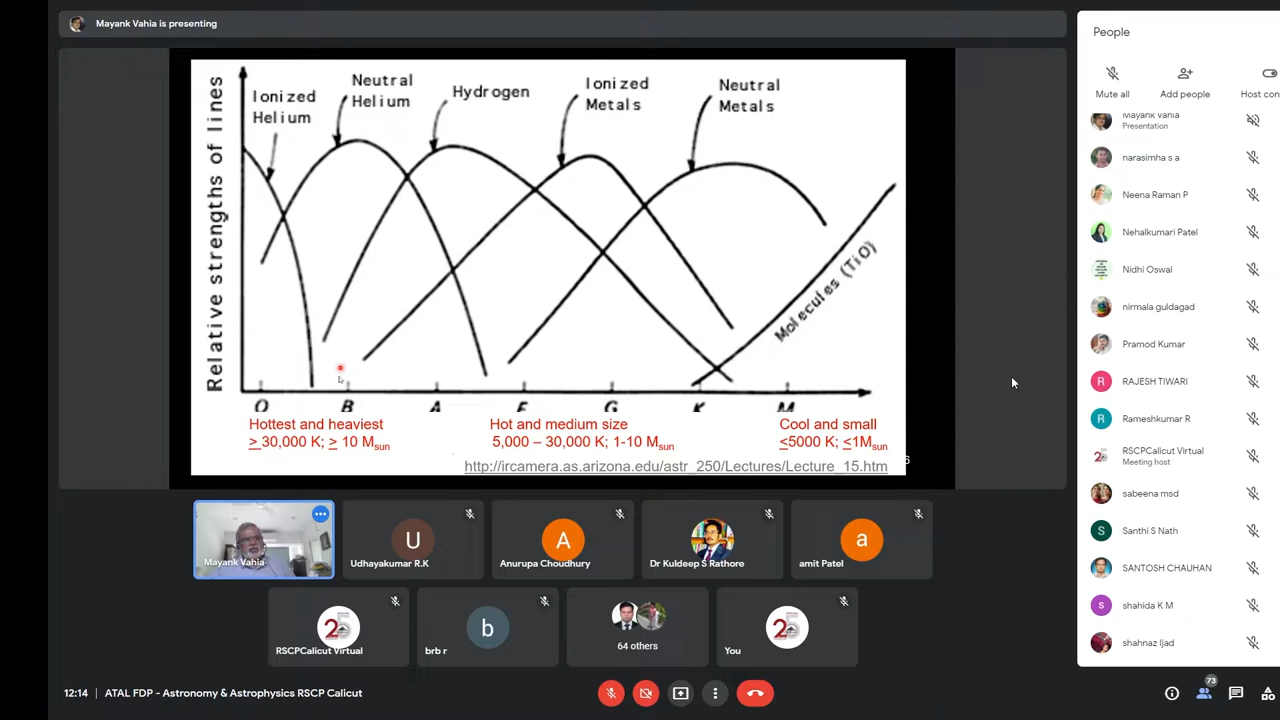 Mayank Vahia is presenting
People
Mute all
Add people
Host con
Relative strengths of lines
Ionized
Helium
Neutral
Helium
Hydrogen
Ionized
Metals
Neutral
Metals
Molecules (TiO)
O B A F G K M
Hottest and heaviest
> 30,000 K; > 10 Msun
Hot and medium size
5,000 – 30,000 K; 1-10 Msun
Cool and small
<5000 K; <1Msun
http://ircamera.as.arizona.edu/astr_250/Lectures/Lecture_15.htm
6
Mayank Vahia
Presentation
narasimha s a
Neena Raman P
Nehalkumari Patel
Nidhi Oswal
nirmala guldagad
Pramod Kumar
R
RAJESH TIWARI
R
Rameshkumar R
RSCPCalicut Virtual
Meeting host
sabeena msd
S
Santhi S Nath
SANTOSH CHAUHAN
s
shahida K M
shahnaz ljad
Mayank Vahia
U
Udhayakumar R.K
A
Anurupa Choudhury
Dr Kuldeep S Rathore
a
amit Patel
25
RSCPCalicut Virtual
b
brb r
64 others
25
You
12:14 | ATAL FDP - Astronomy & Astrophysics RSCP Calicut
73